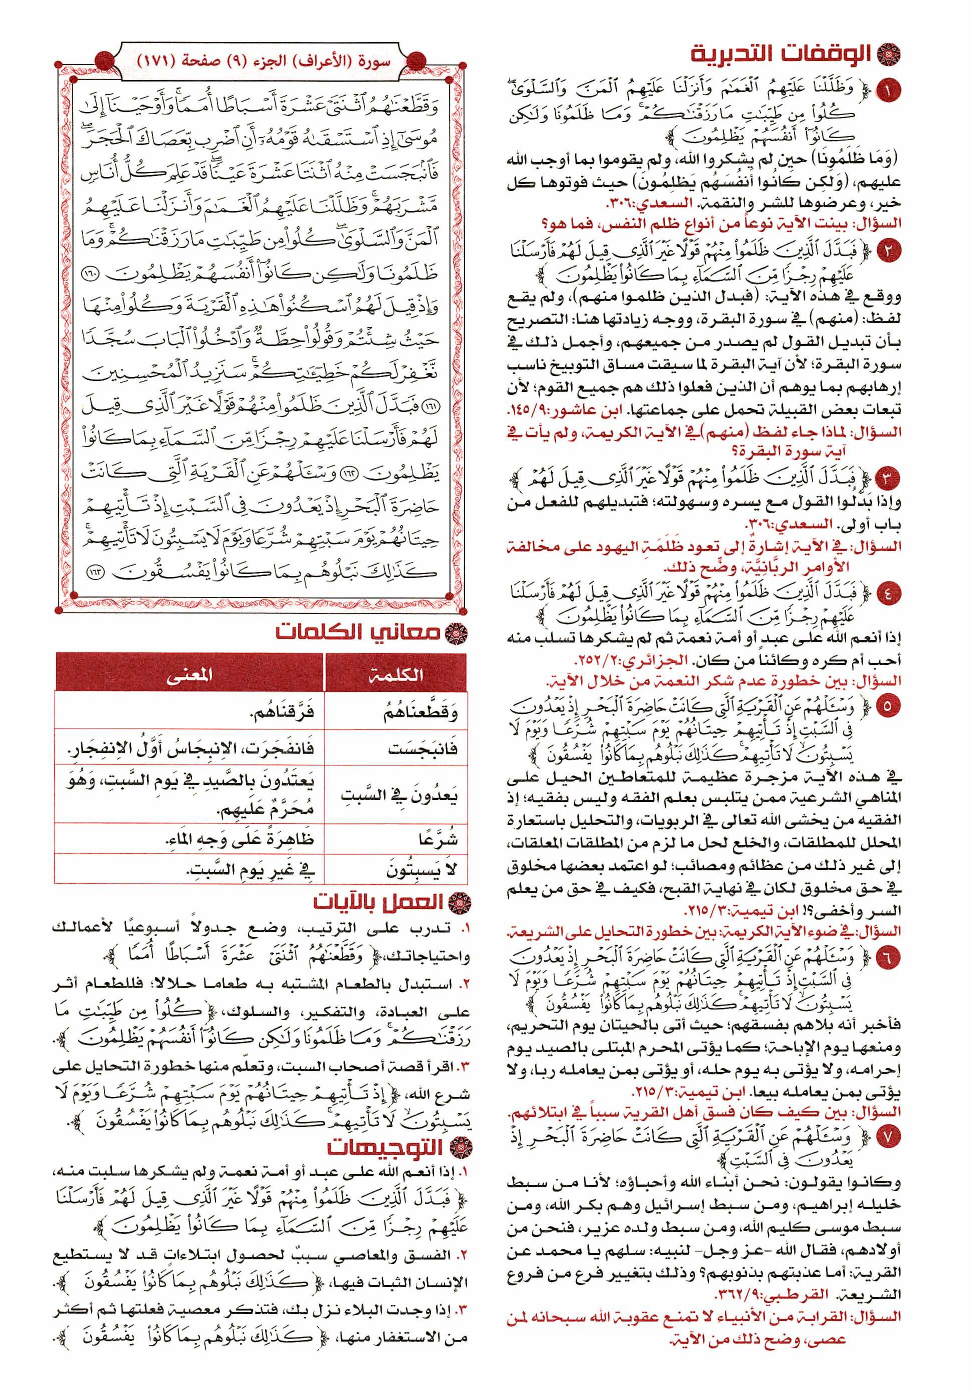 الوقفات التدبرية
١ ﴿ وَظَلَّلْنَا عَلَيْهِمُ الْغَمَامَ وَأَنزَلْنَا عَلَيْهِمُ الْمَنَّ وَالسَّلْوَىٰ ۖ
كُلُوا مِن طَيِّبَاتِ مَا رَزَقْنَاكُمْ ۚ وَمَا ظَلَمُونَا وَلَٰكِن
كَانُوا أَنفُسَهُمْ يَظْلِمُونَ ﴾
(وَمَا ظَلَمُونَا) حين لم يشكروا الله، ولم يقوموا بما أوجب الله
عليهم، (وَلَكِن كَانُوا أَنفُسَهُم يَظلِمُونَ) حيث فوتوها كل
خير، وعرضوها للشر والنقمة. السعدي:٣٠٦.
السؤال: بينت الآية نوعاً من أنواع ظلم النفس، فما هو؟
٢ ﴿ فَبَدَّلَ الَّذِينَ ظَلَمُوا مِنْهُمْ قَوْلًا غَيْرَ الَّذِي قِيلَ لَهُمْ فَأَرْسَلْنَا
عَلَيْهِمْ رِجْزًا مِّنَ السَّمَاءِ بِمَا كَانُوا يَظْلِمُونَ ﴾
ووقع في هذه الآية: (فبدل الذين ظلموا منهم)، ولم يقع
لفظ: (منهم) في سورة البقرة، ووجه زيادتها هنا: التصريح
بأن تبديل القول لم يصدر من جميعهم، وأجمل ذلك في
سورة البقرة؛ لأن آية البقرة لما سيقت مساق التوبيخ ناسب
إرهابهم بما يوهم أن الذين فعلوا ذلك هم جميع القوم؛ لأن
تبعات بعض القبيلة تحمل على جماعتها. ابن عاشور:١٤٥/٩.
السؤال: لماذا جاء لفظ (منهم) في الآية الكريمة، ولم يأت في
آية سورة البقرة؟
٣ ﴿ فَبَدَّلَ الَّذِينَ ظَلَمُوا مِنْهُمْ قَوْلًا غَيْرَ الَّذِي قِيلَ لَهُمْ ﴾
وإذا بدَّلُوا القول مع يسره وسهولته؛ فتبديلهم للفعل من
باب أولى. السعدي:٣٠٦.
السؤال: في الآية إشارةٌ إلى تعود ظَلَمَةِ اليهود على مخالفة
الأوامر الربَّانيَّة، وضِّح ذلك.
٤ ﴿ فَبَدَّلَ الَّذِينَ ظَلَمُوا مِنْهُمْ قَوْلًا غَيْرَ الَّذِي قِيلَ لَهُمْ فَأَرْسَلْنَا
عَلَيْهِمْ رِجْزًا مِّنَ السَّمَاءِ بِمَا كَانُوا يَظْلِمُونَ ﴾
إذا أنعم الله على عبدٍ أو أمة نعمة ثم لم يشكرها تسلب منه
أحب أم كره وكائناً من كان. الجزائري:٢٥٢/٢.
السؤال: بين خطورة عدم شكر النعمة من خلال الآية.
٥ ﴿ وَسْـَٔلْهُمْ عَنِ الْقَرْيَةِ الَّتِي كَانَتْ حَاضِرَةَ الْبَحْرِ إِذْ يَعْدُونَ
فِي السَّبْتِ إِذْ تَأْتِيهِمْ حِيتَانُهُمْ يَوْمَ سَبْتِهِمْ شُرَّعًا وَيَوْمَ لَا
يَسْبِتُونَ ۙ لَا تَأْتِيهِمْ ۚ كَذَٰلِكَ نَبْلُوهُم بِمَا كَانُوا يَفْسُقُونَ ﴾
في هذه الآية مزجرة عظيمة للمتعاطين الحيل على
المناهي الشرعية ممن يتلبس بعلم الفقه وليس بفقيه؛ إذ
الفقيه من يخشى الله تعالى في الربويات، والتحليل باستعارة
المحلل للمطلقات، والخلع لحل ما لزم من المطلقات المعلقات،
إلى غير ذلك من عظائم ومصائب؛ لو اعتمد بعضها مخلوق
في حق مخلوق لكان في نهاية القبح، فكيف في حق من يعلم
السر وأخفى؟! ابن تيمية:٢١٥/٣.
السؤال: في ضوء الآية الكريمة: بين خطورة التحايل على الشريعة.
٦ ﴿ وَسْـَٔلْهُمْ عَنِ الْقَرْيَةِ الَّتِي كَانَتْ حَاضِرَةَ الْبَحْرِ إِذْ يَعْدُونَ
فِي السَّبْتِ إِذْ تَأْتِيهِمْ حِيتَانُهُمْ يَوْمَ سَبْتِهِمْ شُرَّعًا وَيَوْمَ لَا
يَسْبِتُونَ ۙ لَا تَأْتِيهِمْ ۚ كَذَٰلِكَ نَبْلُوهُم بِمَا كَانُوا يَفْسُقُونَ ﴾
فأخبر أنه بلاهم بفسقهم؛ حيث أتى بالحيتان يوم التحريم،
ومنعها يوم الإباحة؛ كما يؤتى المحرم المبتلى بالصيد يوم
إحرامه، ولا يؤتى به يوم حله، أو يؤتى بمن يعامله ربا، ولا
يؤتى بمن يعامله بيعا. ابن تيمية:٢١٥/٣.
السؤال: بين كيف كان فسق أهل القرية سبباً في ابتلائهم.
٧ ﴿ وَسْـَٔلْهُمْ عَنِ الْقَرْيَةِ الَّتِي كَانَتْ حَاضِرَةَ الْبَحْرِ إِذْ
يَعْدُونَ فِي السَّبْتِ ﴾
وكانوا يقولون: نحن أبناء الله وأحباؤه؛ لأنا من سبط
خليله إبراهيم، ومن سبط إسرائيل وهم بكر الله، ومن
سبط موسى كليم الله، ومن سبط ولده عزير، فنحن من
أولادهم، فقال الله -عز وجل- لنبيه: سلهم يا محمد عن
القرية: أما عذبتهم بذنوبهم؟ وذلك بتغيير فرع من فروع
الشريعة. القرطبي:٣٦٢/٩.
السؤال: القرابة من الأنبياء لا تمنع عقوبة الله سبحانه لمن
عصى، وضح ذلك من الآية.
سورة (الأعراف) الجزء (٩) صفحة (١٧١)
وَقَطَّعْنَاهُمُ اثْنَتَيْ عَشْرَةَ أَسْبَاطًا أُمَمًا ۚ وَأَوْحَيْنَا إِلَىٰ
مُوسَىٰ إِذِ اسْتَسْقَاهُ قَوْمُهُ أَنِ اضْرِب بِّعَصَاكَ الْحَجَرَ ۖ
فَانبَجَسَتْ مِنْهُ اثْنَتَا عَشْرَةَ عَيْنًا ۖ قَدْ عَلِمَ كُلُّ أُنَاسٍ
مَّشْرَبَهُمْ ۚ وَظَلَّلْنَا عَلَيْهِمُ الْغَمَامَ وَأَنزَلْنَا عَلَيْهِمُ
الْمَنَّ وَالسَّلْوَىٰ ۖ كُلُوا مِن طَيِّبَاتِ مَا رَزَقْنَاكُمْ ۚ وَمَا
ظَلَمُونَا وَلَٰكِن كَانُوا أَنفُسَهُمْ يَظْلِمُونَ ١٦٠
وَإِذْ قِيلَ لَهُمُ اسْكُنُوا هَٰذِهِ الْقَرْيَةَ وَكُلُوا مِنْهَا
حَيْثُ شِئْتُمْ وَقُولُوا حِطَّةٌ وَادْخُلُوا الْبَابَ سُجَّدًا
نَّغْفِرْ لَكُمْ خَطِيئَاتِكُمْ ۚ سَنَزِيدُ الْمُحْسِنِينَ
١٦١ فَبَدَّلَ الَّذِينَ ظَلَمُوا مِنْهُمْ قَوْلًا غَيْرَ الَّذِي قِيلَ
لَهُمْ فَأَرْسَلْنَا عَلَيْهِمْ رِجْزًا مِّنَ السَّمَاءِ بِمَا كَانُوا
يَظْلِمُونَ ١٦٢ وَسْـَٔلْهُمْ عَنِ الْقَرْيَةِ الَّتِي كَانَتْ
حَاضِرَةَ الْبَحْرِ إِذْ يَعْدُونَ فِي السَّبْتِ إِذْ تَأْتِيهِمْ
حِيتَانُهُمْ يَوْمَ سَبْتِهِمْ شُرَّعًا وَيَوْمَ لَا يَسْبِتُونَ لَا تَأْتِيهِمْ ۚ
كَذَٰلِكَ نَبْلُوهُم بِمَا كَانُوا يَفْسُقُونَ ١٦٣
معاني الكلمات
الكلمة المعنى
وَقَطَّعنَاهُمُ فَرَّقنَاهُم.
فَانبَجَسَت فَانفَجَرَت، الِانبِجَاسُ أَوَّلُ الِانفِجَارِ.
يَعدُونَ فِي السَّبتِ يَعتَدُونَ بِالصَّيدِ فِي يَومِ السَّبتِ، وَهُوَ
مُحَرَّمٌ عَلَيهِم.
شُرَّعًا ظَاهِرَةً عَلَى وَجهِ المَاءِ.
لاَ يَسبِتُونَ فِي غَيرِ يَومِ السَّبتِ.
العمل بالآيات
١. تدرب على الترتيب، وضع جدولاً أسبوعيًا لأعمالك
واحتياجاتك، ﴿ وَقَطَّعْنَاهُمُ اثْنَتَيْ عَشْرَةَ أَسْبَاطًا أُمَمًا ﴾.
٢. استبدل بالطعام المشتبه به طعاما حلالا؛ فللطعام أثر
على العبادة، والتفكير، والسلوك، ﴿ كُلُوا مِن طَيِّبَاتِ مَا
رَزَقْنَاكُمْ ۚ وَمَا ظَلَمُونَا وَلَٰكِن كَانُوا أَنفُسَهُمْ يَظْلِمُونَ ﴾.
٣. اقرأ قصة أصحاب السبت، وتعلَّم منها خطورة التحايل على
شرع الله، ﴿ إِذْ تَأْتِيهِمْ حِيتَانُهُمْ يَوْمَ سَبْتِهِمْ شُرَّعًا وَيَوْمَ لَا
يَسْبِتُونَ ۙ لَا تَأْتِيهِمْ ۚ كَذَٰلِكَ نَبْلُوهُم بِمَا كَانُوا يَفْسُقُونَ ﴾.
التوجيهات
١. إذا أنعم الله على عبد أو أمة نعمة ولم يشكرها سلبت منه،
﴿ فَبَدَّلَ الَّذِينَ ظَلَمُوا مِنْهُمْ قَوْلًا غَيْرَ الَّذِي قِيلَ لَهُمْ فَأَرْسَلْنَا
عَلَيْهِمْ رِجْزًا مِّنَ السَّمَاءِ بِمَا كَانُوا يَظْلِمُونَ ﴾.
٢. الفسق والمعاصي سببٌ لحصول ابتلاءاتٍ قد لا يستطيع
الإنسان الثبات فيها، ﴿ كَذَٰلِكَ نَبْلُوهُم بِمَا كَانُوا يَفْسُقُونَ ﴾.
٣. إذا وجدت البلاء نزل بك، فتذكر معصية فعلتها ثم أكثر
من الاستغفار منها، ﴿ كَذَٰلِكَ نَبْلُوهُم بِمَا كَانُوا يَفْسُقُونَ ﴾.